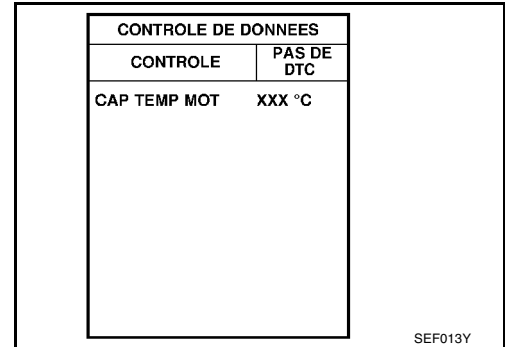 CONTROLE DE DONNEES
CONTROLE PAS DE DTC
CAP TEMP MOT XXX °C
SEF013Y